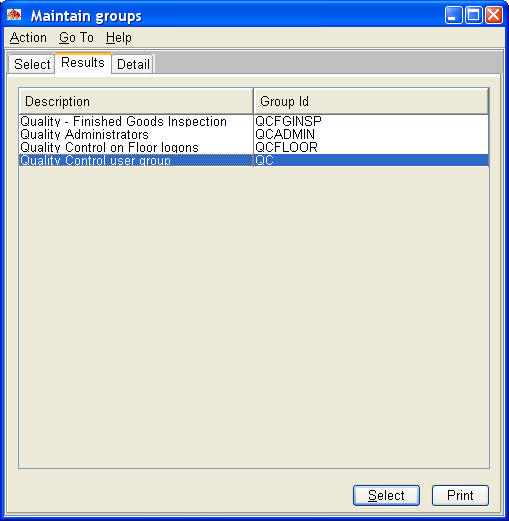 Maintain groups
Action Go To Help
Select Results Detail
Description Group Id
Quality - Finished Goods Inspection QCFGINSP
Quality Administrators QCADMIN
Quality Control on Floor logons QCFLOOR
Quality Control user group QC
Select Print